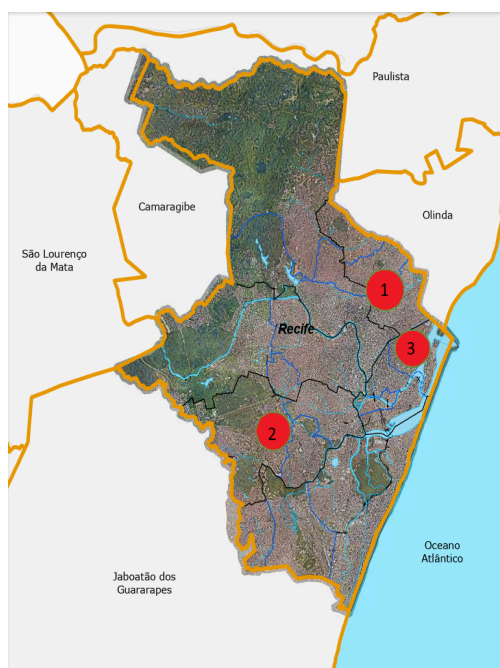 Paulista
Camaragibe
Olinda
São Lourenço
da Mata
1
Recife
3
2
Oceano
Atlântico
Jaboatão dos
Guararapes